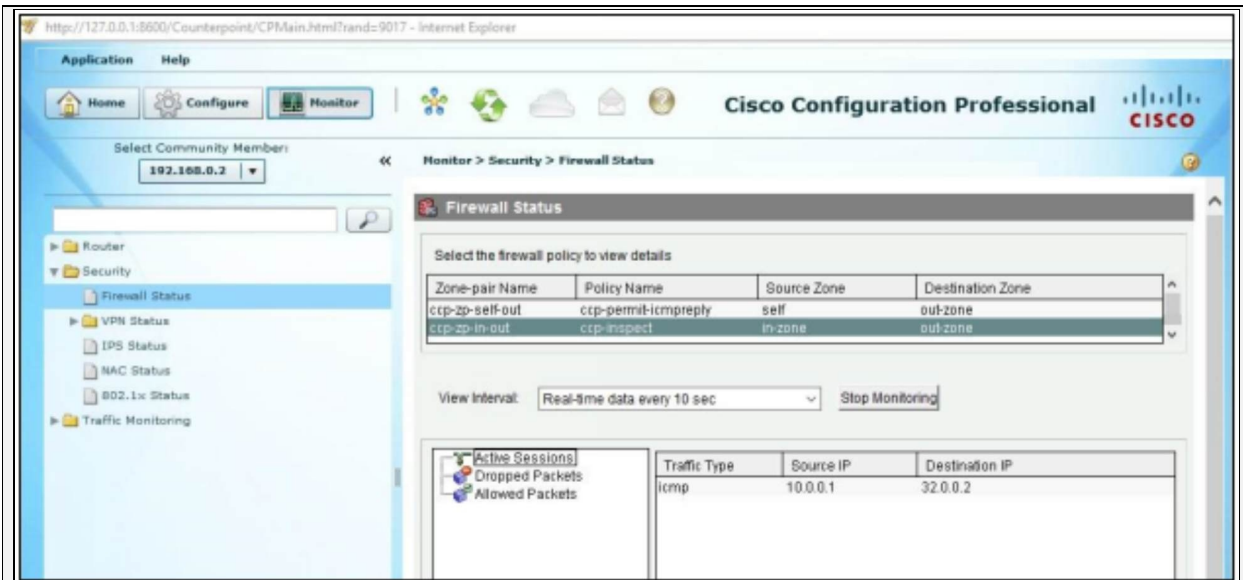 http://127.0.0.1:8600/Counterpoint/CPMain.html?rand=9017 - Internet Explorer
Application Help
Home Configure Monitor Cisco Configuration Professional CISCO
Select Community Member:
192.168.0.2
Monitor > Security > Firewall Status
Firewall Status
Router
Security
Firewall Status
VPN Status
IPS Status
NAC Status
802.1x Status
Traffic Monitoring
Select the firewall policy to view details
Zone-pair Name Policy Name Source Zone Destination Zone
ccp-zp-self-out ccp-permit-icmpreply self out-zone
ccp-zp-in-out ccp-inspect in-zone out-zone
View Interval: Real-time data every 10 sec Stop Monitoring
Active Sessions
Dropped Packets
Allowed Packets
Traffic Type Source IP Destination IP
icmp 10.0.0.1 32.0.0.2